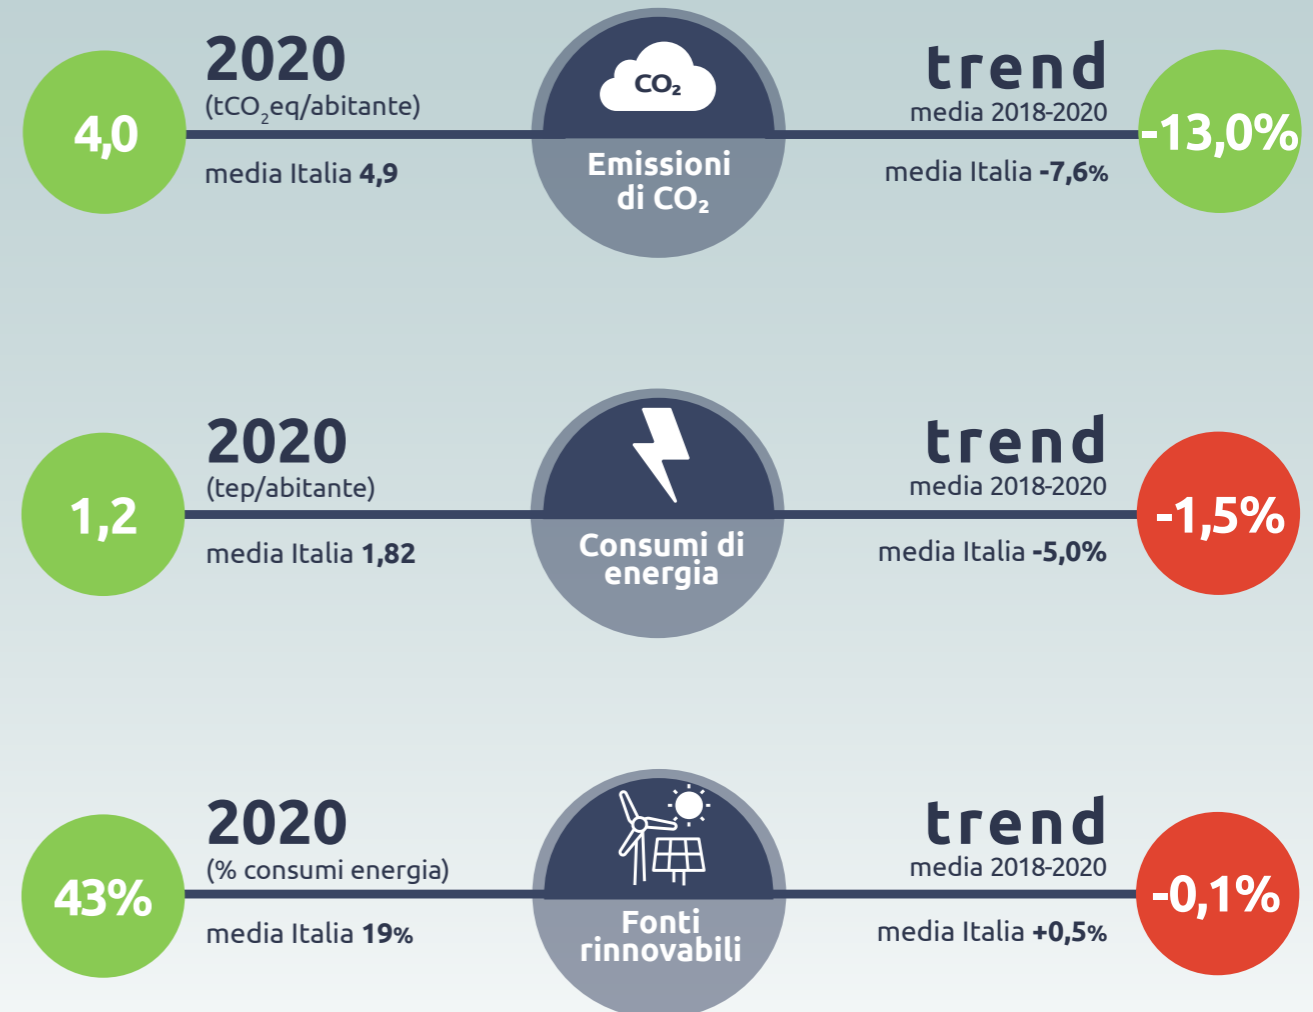 2020
(tCO₂eq/abitante)
4,0
media Italia 4,9
CO₂
Emissioni
di CO₂
trend
media 2018-2020
-13,0%
media Italia -7,6%
2020
(tep/abitante)
1,2
media Italia 1,82
Consumi di
energia
trend
media 2018-2020
-1,5%
media Italia -5,0%
2020
(% consumi energia)
43%
media Italia 19%
Fonti
rinnovabili
trend
media 2018-2020
-0,1%
media Italia +0,5%